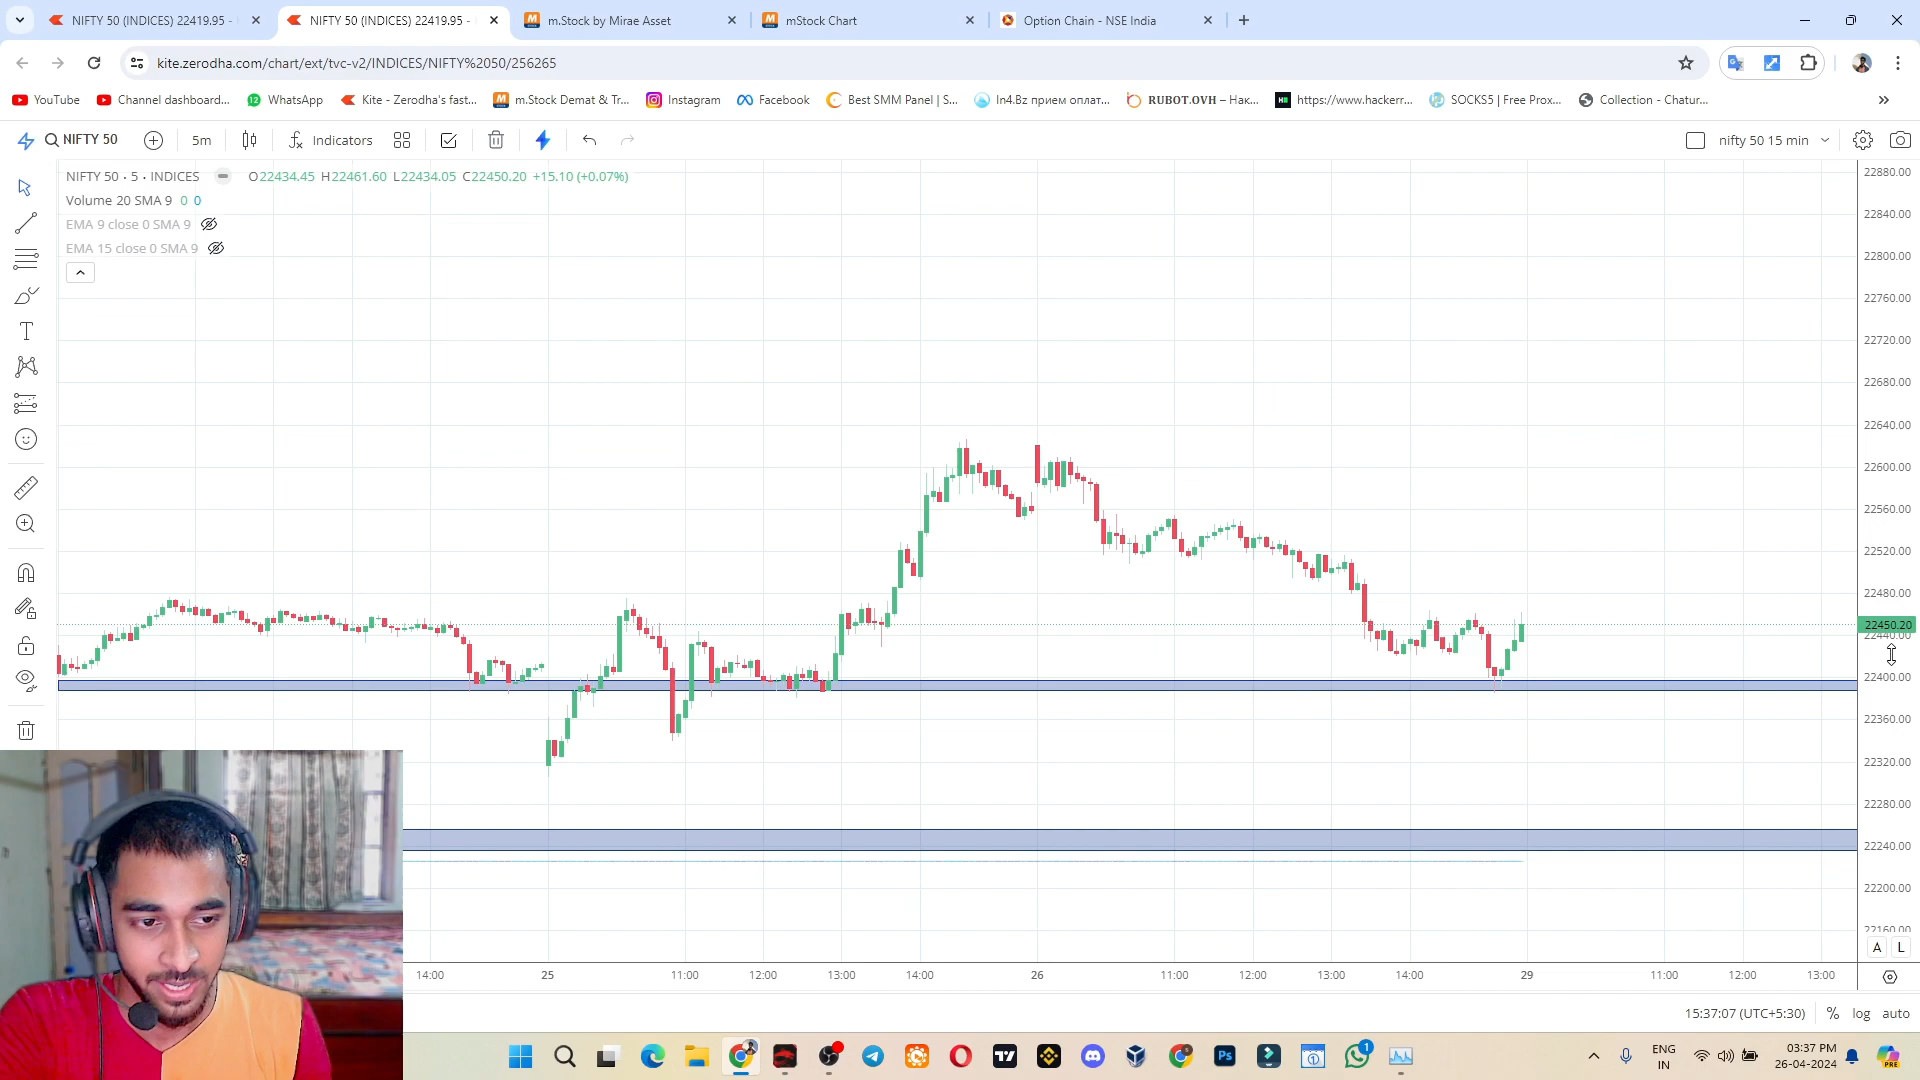 NIFTY 50 (INDICES) 22419.95 -
NIFTY 50 (INDICES) 22419.95 -
m.Stock by Mirae Asset
mStock Chart
Option Chain - NSE India
kite.zerodha.com/chart/ext/tvc-v2/INDICES/NIFTY%2050/256265
YouTube
Channel dashboard...
WhatsApp
Kite - Zerodha's fast...
m.Stock Demat & Tr...
Instagram
Facebook
Best SMM Panel | S...
In4.Bz прием оплат...
RUBOT.OVH – Нак...
https://www.hackerr...
SOCKS5 | Free Prox...
Collection - Chatur...
NIFTY 50
5m
Indicators
nifty 50 15 min
NIFTY 50 · 5 · INDICES
O22434.45 H22461.60 L22434.05 C22450.20 +15.10 (+0.07%)
Volume 20 SMA 9 0 0
EMA 9 close 0 SMA 9
EMA 15 close 0 SMA 9
22880.00
22840.00
22800.00
22760.00
22720.00
22680.00
22640.00
22600.00
22560.00
22520.00
22480.00
22450.20
22440.00
22400.00
22360.00
22320.00
22280.00
22240.00
22200.00
22160.00
A L
14:00 25 11:00 12:00 13:00 14:00 26 11:00 12:00 13:00 14:00 29 11:00 12:00 13:00
15:37:07 (UTC+5:30) % log auto
ENG
IN
03:37 PM
26-04-2024